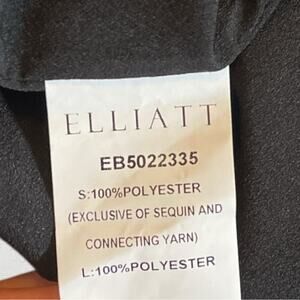 ELLIATT
EB5022335
S:100%POLYESTER
(EXCLUSIVE OF SEQUIN AND
CONNECTING YARN)
L:100%POLYESTER